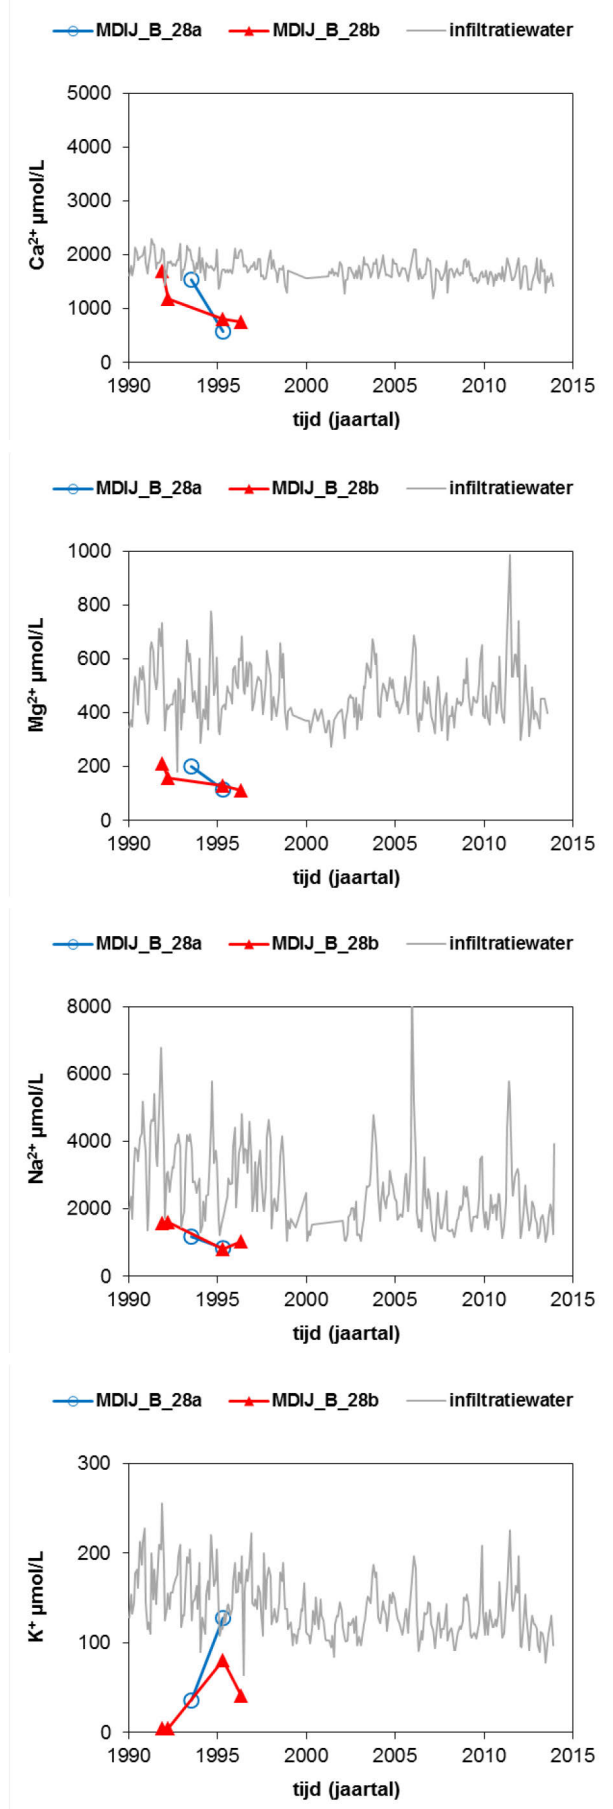 MDIJ_B_28a MDIJ_B_28b infiltratiewater
Ca²⁺ µmol/L
5000
4000
3000
2000
1000
0
1990 1995 2000 2005 2010 2015
tijd (jaartal)
MDIJ_B_28a MDIJ_B_28b infiltratiewater
Mg²⁺ µmol/L
1000
800
600
400
200
0
1990 1995 2000 2005 2010 2015
tijd (jaartal)
MDIJ_B_28a MDIJ_B_28b infiltratiewater
Na²⁺ µmol/L
8000
6000
4000
2000
0
1990 1995 2000 2005 2010 2015
tijd (jaartal)
MDIJ_B_28a MDIJ_B_28b infiltratiewater
K⁺ µmol/L
300
200
100
0
1990 1995 2000 2005 2010 2015
tijd (jaartal)